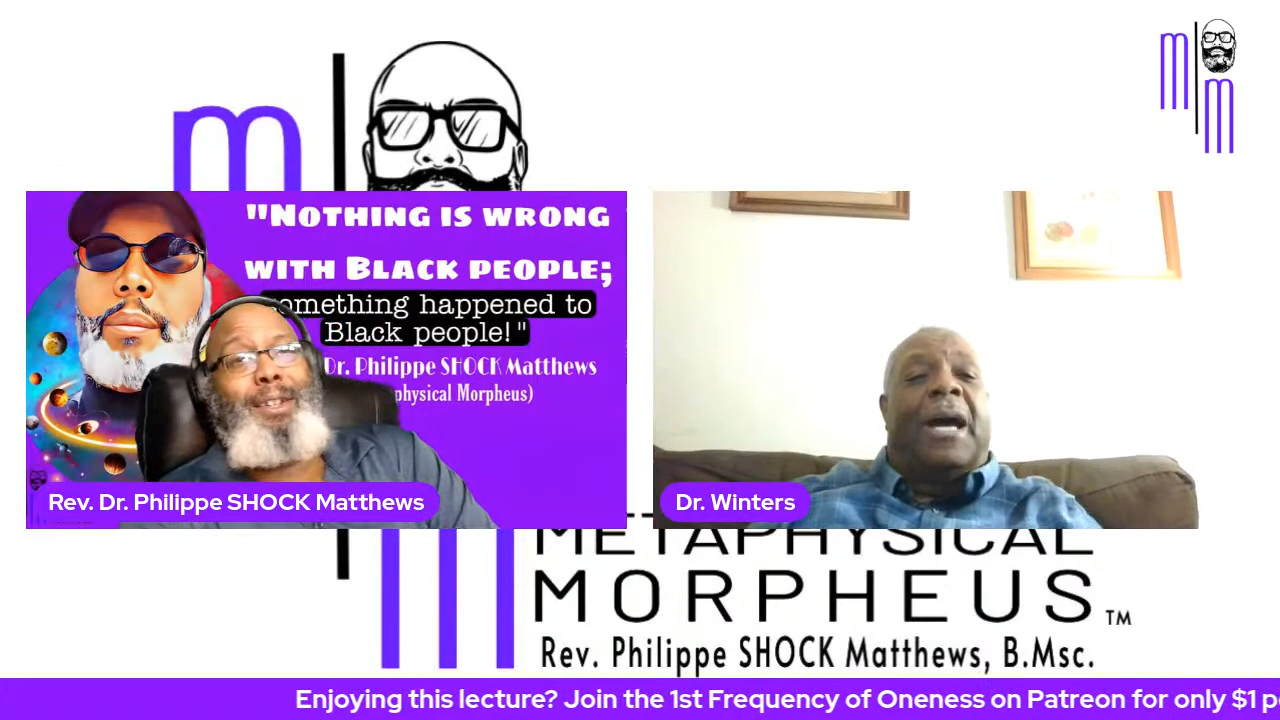 "Nothing is wrong
with Black people;
something happened to
Black people!"
Dr. Philippe SHOCK Matthews
physical Morpheus)
Rev. Dr. Philippe SHOCK Matthews
Dr. Winters
METAPHYSICAL
MORPHEUS TM
Rev. Philippe SHOCK Matthews, B.Msc.
Enjoying this lecture? Join the 1st Frequency of Oneness on Patreon for only $1 p